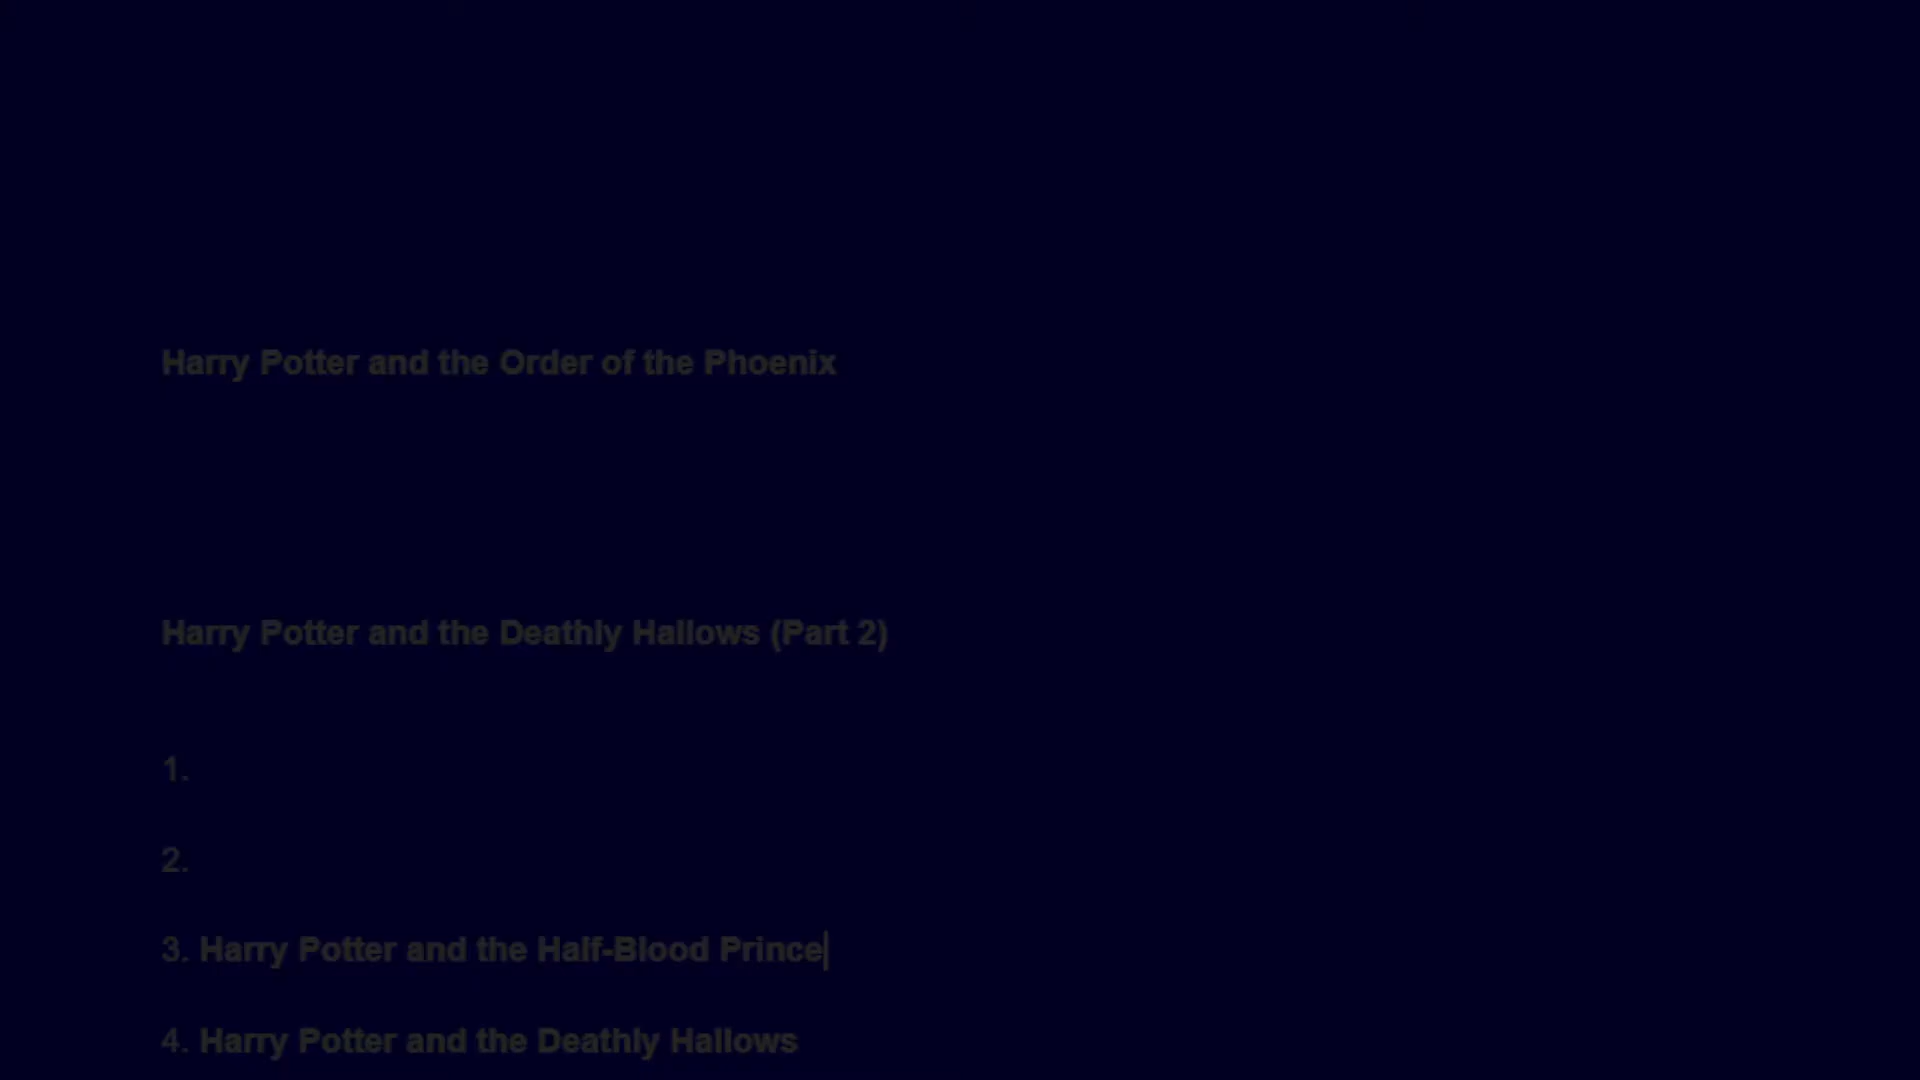 Harry Potter and the Order of the Phoenix
Harry Potter and the Deathly Hallows (Part 2)
1.
2.
3. Harry Potter and the Half-Blood Prince
4. Harry Potter and the Deathly Hallows